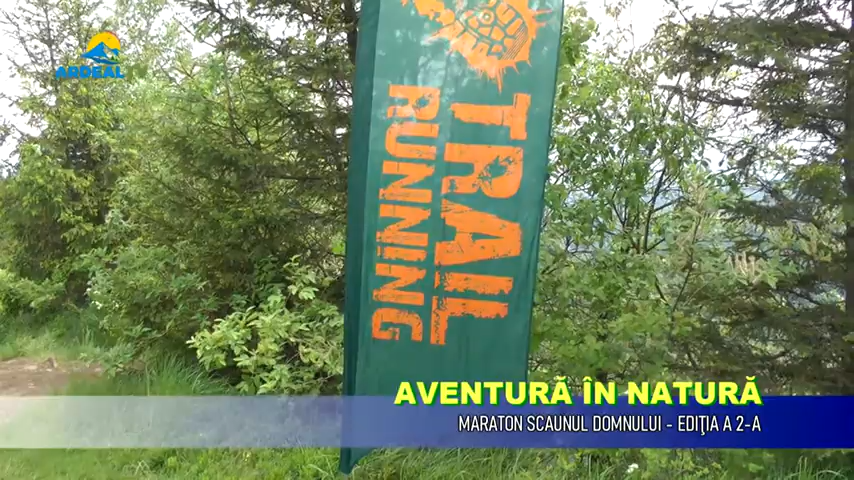 ARDEAL
TRAIL
RUNNING
AVENTURĂ ÎN NATURĂ
MARATON SCAUNUL DOMNULUI - EDIŢIA A 2-A